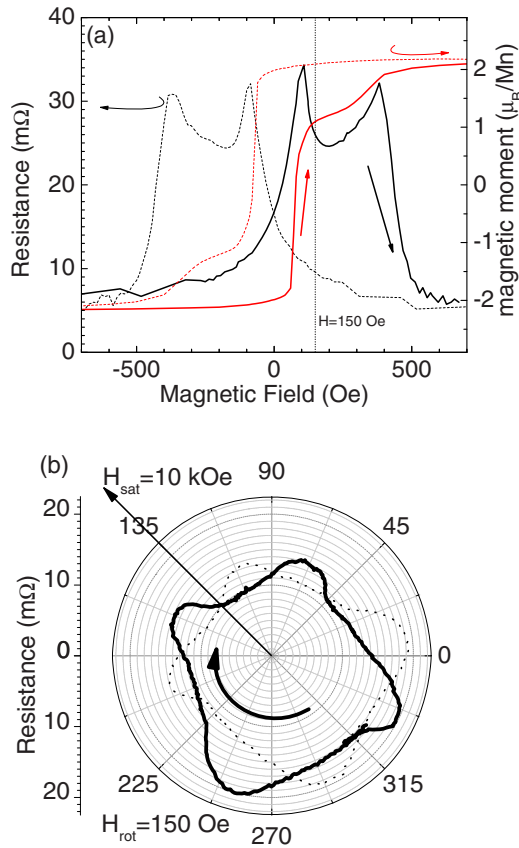 (a)
40
30
20
10
0
Resistance (mΩ)
2
1
0
-1
-2
magnetic moment (μB/Mn)
H=150 Oe
-500 0 500
Magnetic Field (Oe)
(b)
Hsat=10 kOe
90
135
45
0
225
315
270
20
10
0
10
20
Resistance (mΩ)
Hrot=150 Oe